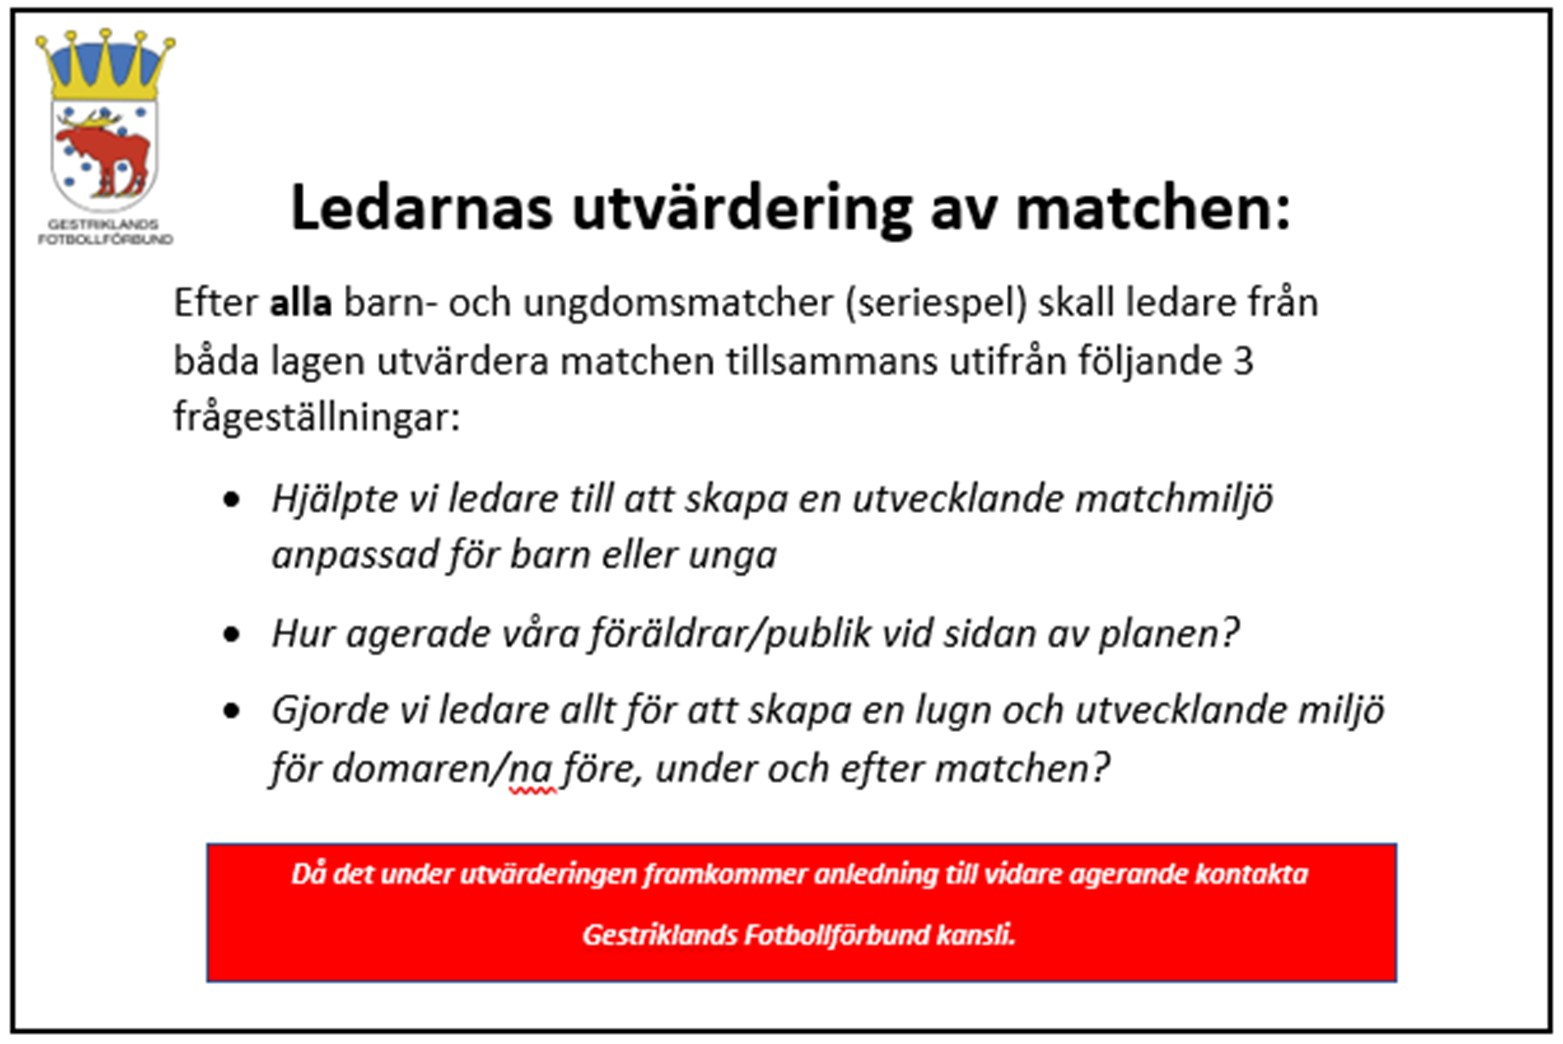 GESTRIKLANDS
FOTBOLLFÖRBUND
Ledarnas utvärdering av matchen:
Efter alla barn- och ungdomsmatcher (seriespel) skall ledare från
båda lagen utvärdera matchen tillsammans utifrån följande 3
frågeställningar:
• Hjälpte vi ledare till att skapa en utvecklande matchmiljö
anpassad för barn eller unga
• Hur agerade våra föräldrar/publik vid sidan av planen?
• Gjorde vi ledare allt för att skapa en lugn och utvecklande miljö
för domaren/na före, under och efter matchen?
Då det under utvärderingen framkommer anledning till vidare agerande kontakta
Gestriklands Fotbollförbund kansli.